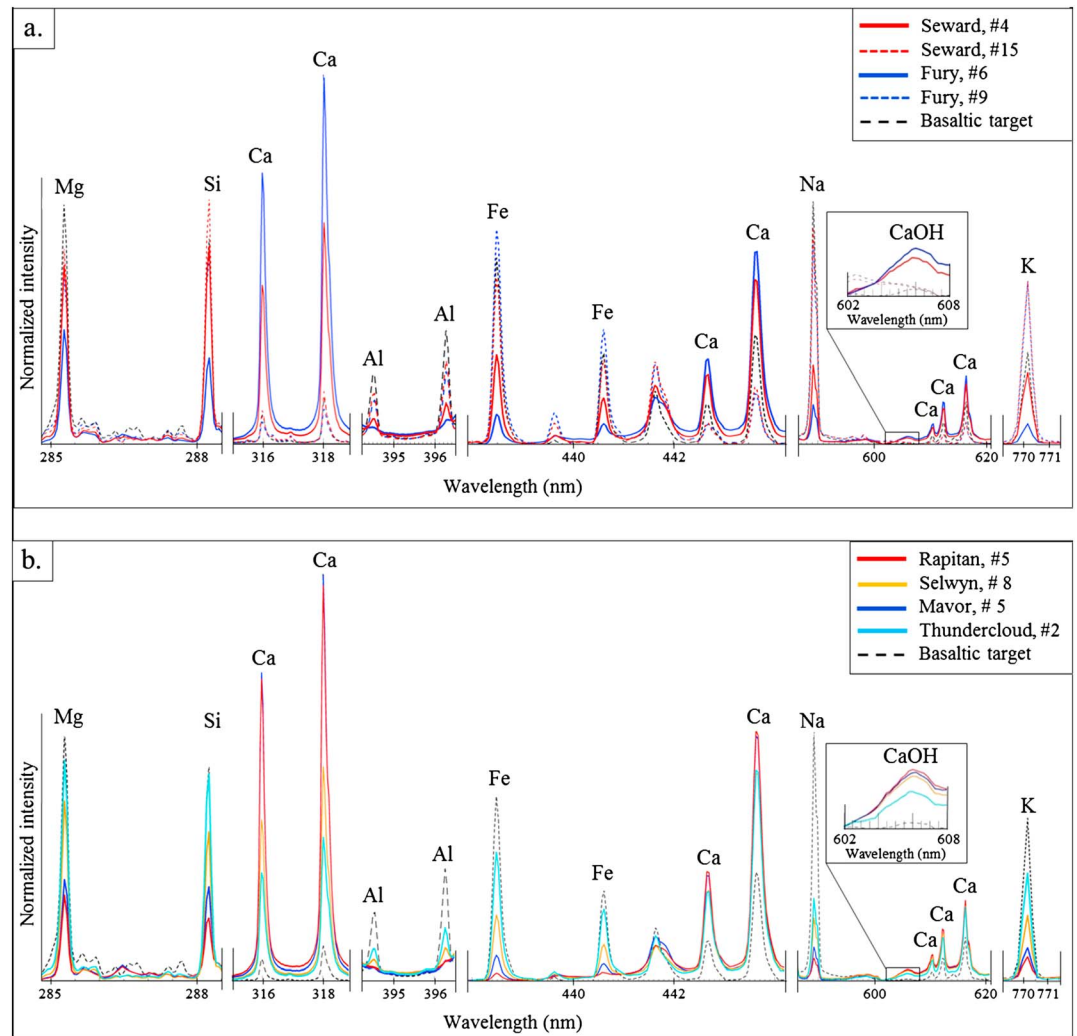 a.
Seward, #4
Seward, #15
Fury, #6
Fury, #9
Basaltic target
Ca
Ca
Mg
Si
Fe
Ca
Na
CaOH
602
608
Wavelength (nm)
K
Al
Al
Fe
Ca
Ca
Ca
Ca
Normalized intensity
285
288
316
318
395
396
440
442
600
620
770
771
Wavelength (nm)
b.
Rapitan, #5
Selwyn, # 8
Mavor, # 5
Thundercloud, #2
Basaltic target
Ca
Ca
Mg
Si
Fe
Ca
Na
CaOH
602
608
Wavelength (nm)
K
Al
Al
Fe
Ca
Ca
Ca
Ca
Normalized intensity
285
288
316
318
395
396
440
442
600
620
770
771
Wavelength (nm)